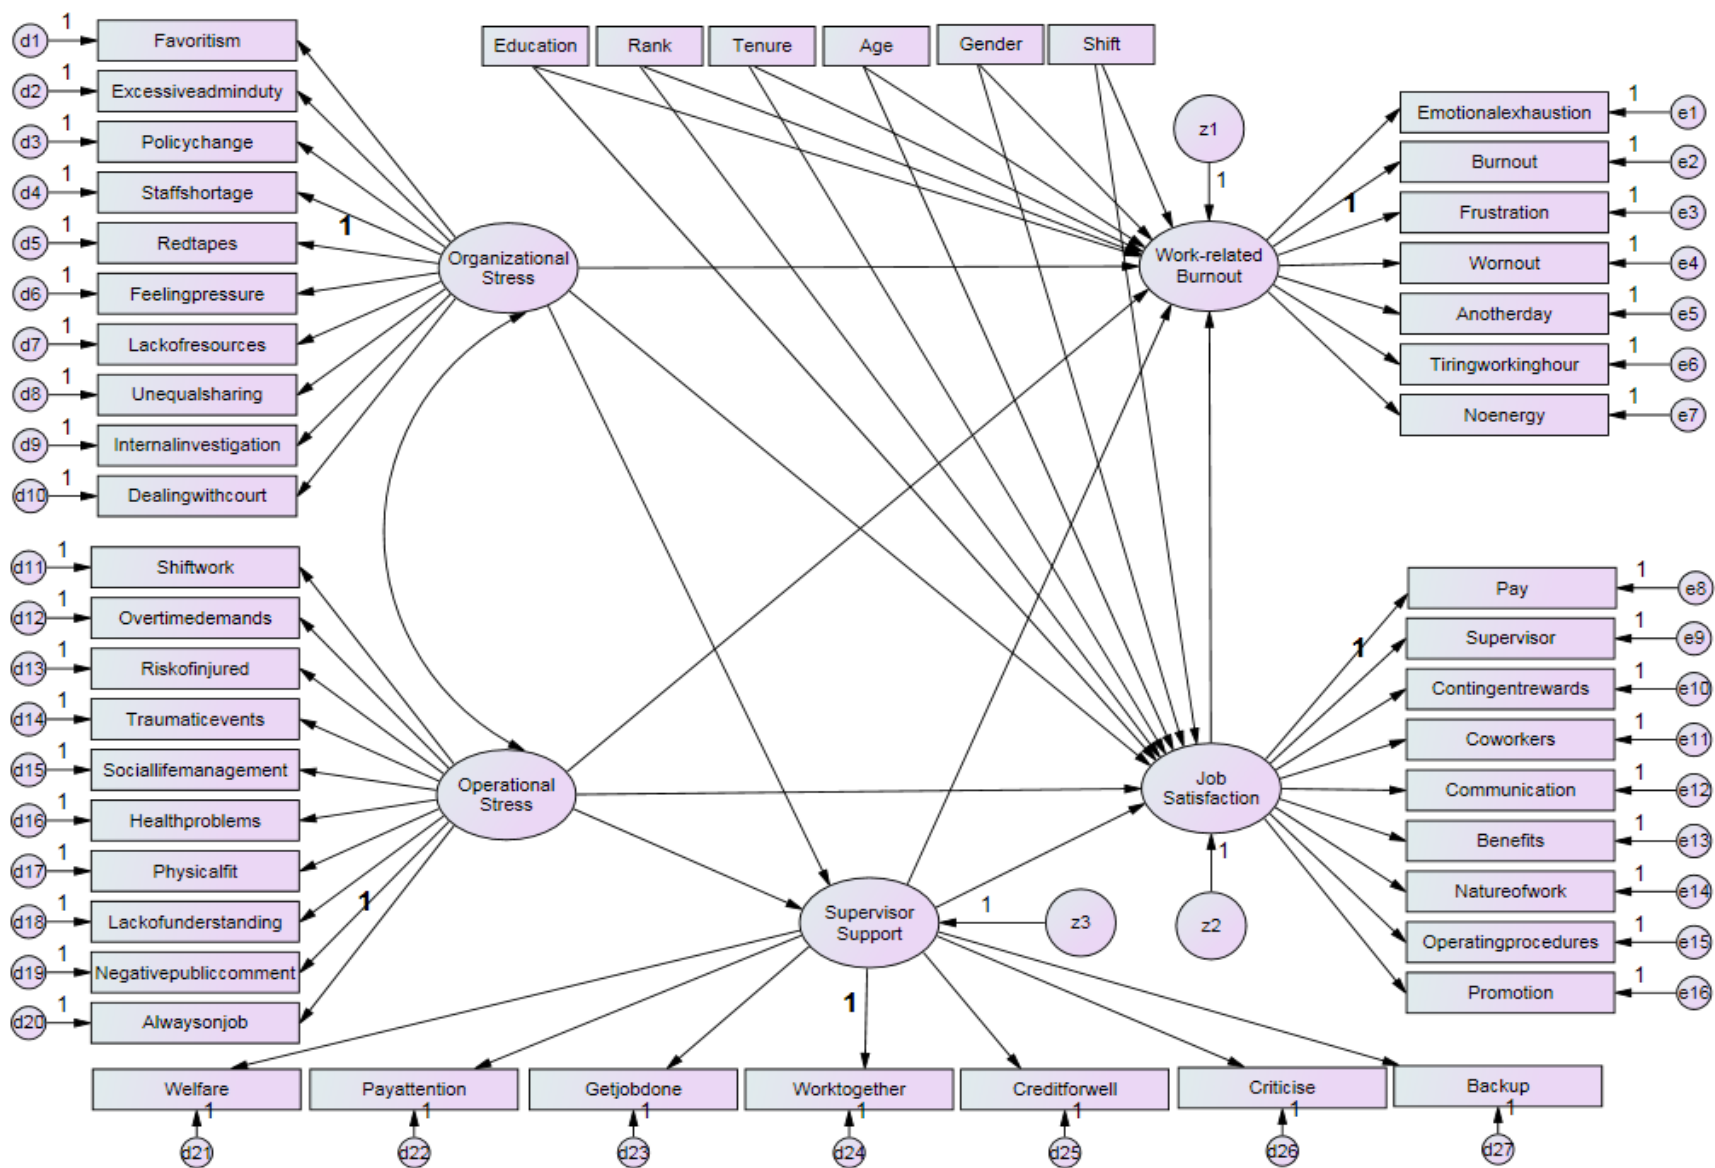 d1 1 Favoritism
d2 1 Excessiveadminduty
d3 1 Policychange
d4 1 Staffshortage
1
d5 1 Redtapes
d6 1 Feelingpressure
d7 1 Lackofresources
d8 1 Unequalsharing
d9 1 Internalinvestigation
d10 1 Dealingwithcourt
Education Rank Tenure Age Gender Shift
z1
1
Organizational
Stress
Work-related
Burnout
Emotionalexhaustion 1 e1
Burnout 1 e2
1
Frustration 1 e3
Wornout 1 e4
Anotherday 1 e5
Tiringworkinghour 1 e6
Noenergy 1 e7
d11 1 Shiftwork
d12 1 Overtimedemands
d13 1 Riskofinjured
d14 1 Traumaticevents
d15 1 Sociallifemanagement
d16 1 Healthproblems
d17 1 Physicalfit
d18 1 Lackofunderstanding
1
d19 1 Negativepubliccomment
d20 1 Alwaysonjob
Operational
Stress
Job
Satisfaction
1
z2
Supervisor
Support
1 z3
Pay 1 e8
1
Supervisor 1 e9
Contingentrewards 1 e10
Coworkers 1 e11
Communication 1 e12
Benefits 1 e13
Natureofwork 1 e14
Operatingprocedures 1 e15
Promotion 1 e16
1
Welfare Payattention Getjobdone Worktogether Creditforwell Criticise Backup
1 1 1 1 1 1 1
d21 d22 d23 d24 d25 d26 d27